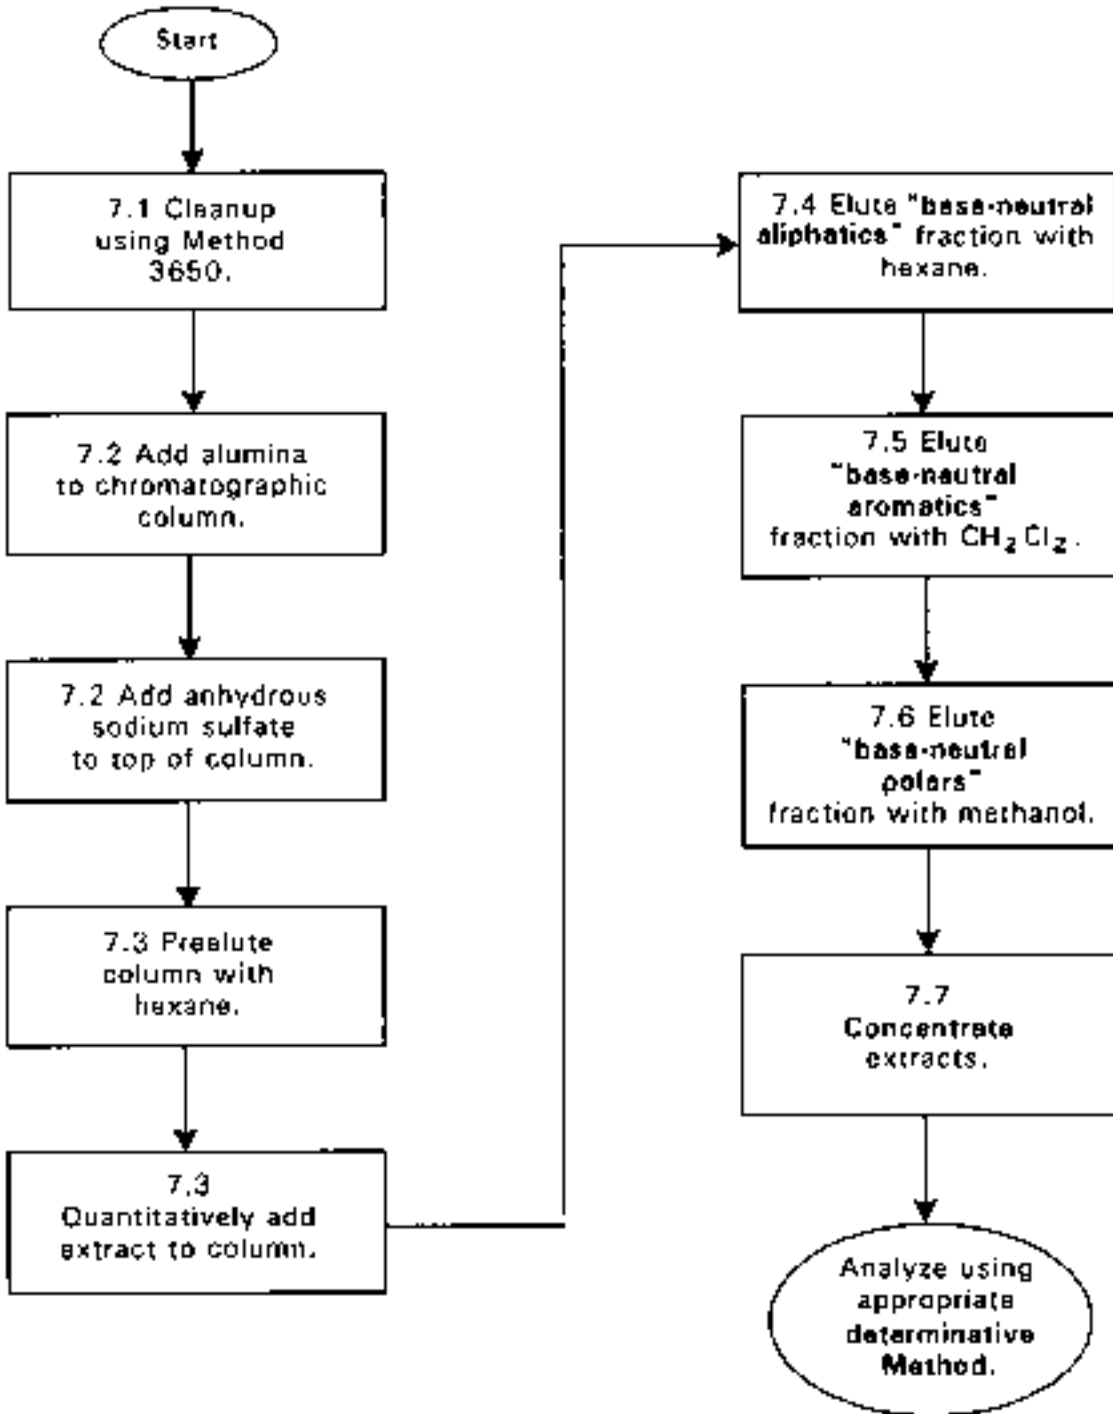 Start
7.1 Cleanup
using Method
3650.
7.2 Add alumina
to chromatographic
column.
7.2 Add anhydrous
sodium sulfate
to top of column.
7.3 Preelute
column with
hexane.
7.3
Quantitatively add
extract to column.
7.4 Elute "base-neutral
aliphatics" fraction with
hexane.
7.5 Elute
"base-neutral
aromatics"
fraction with CH₂Cl₂.
7.6 Elute
"base-neutral
polars"
fraction with methanol.
7.7
Concentrate
extracts.
Analyze using
appropriate
determinative
Method.